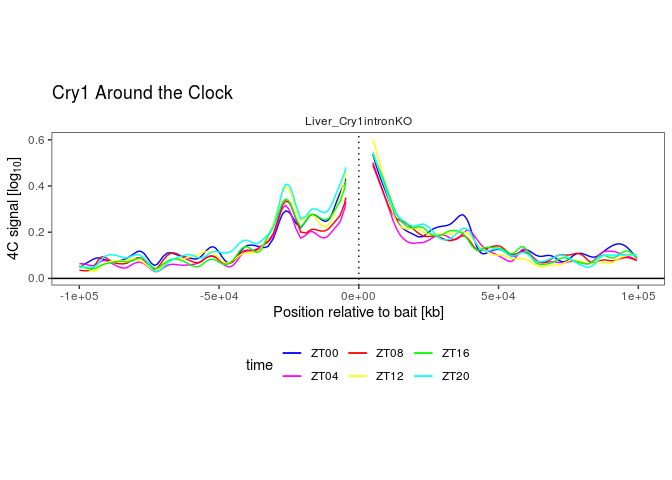 Cry1 Around the Clock
Liver_Cry1intronKO
4C signal [log10]
0.6
0.4
0.2
0.0
-1e+05 -5e+04 0e+00 5e+04 1e+05
Position relative to bait [kb]
time
ZT00 ZT08 ZT16
ZT04 ZT12 ZT20